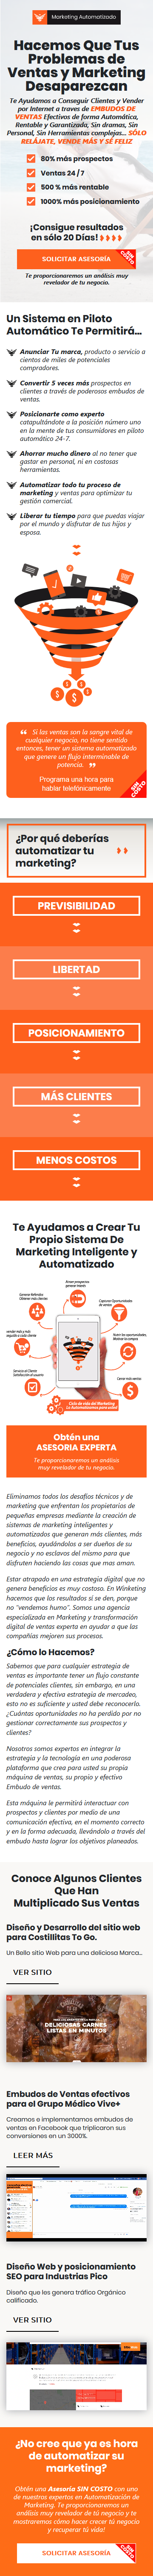 Marketing Automatizado
Hacemos Que Tus
Problemas de
Ventas y Marketing
Desaparezcan
Te Ayudamos a Conseguir Clientes y Vender
por Internet a través de EMBUDOS DE
VENTAS Efectivos de forma Automática,
Rentable y Garantizada, Sin dramas, Sin
Personal, Sin Herramientas complejas... SÓLO
RELÁJATE, VENDE MÁS Y SÉ FELIZ
80% más prospectos
Ventas 24 / 7
500 % más rentable
1000% más posicionamiento
¡Consigue resultados
en sólo 20 Días!
SOLICITAR ASESORÍA
SIN COSTO
Te proporcionaremos un análisis muy
revelador de tu negocio.
Un Sistema en Piloto
Automático Te Permitirá...
Anunciar Tu marca, producto o servicio a
cientos de miles de potenciales
compradores.
Convertir 5 veces más prospectos en
clientes a través de poderosos embudos de
ventas.
Posicionarte como experto
catapultándote a la posición número uno
en la mente de tus consumidores en piloto
automático 24-7.
Ahorrar mucho dinero al no tener que
gastar en personal, ni en costosas
herramientas.
Automatizar todo tu proceso de
marketing y ventas para optimizar tu
gestión comercial.
Liberar tu tiempo para que puedas viajar
por el mundo y disfrutar de tus hijos y
esposa.
Si las ventas son la sangre vital de
cualquier negocio, no tiene sentido
entonces, tener un sistema automatizado
que genere un flujo interminable de
potencia.
Programa una hora para
hablar telefónicamente
SIN COSTO
¿Por qué deberías
automatizar tu
marketing?
PREVISIBILIDAD
LIBERTAD
POSICIONAMIENTO
MÁS CLIENTES
MENOS COSTOS
Te Ayudamos a Crear Tu
Propio Sistema De
Marketing Inteligente y
Automatizado
Obtén una
ASESORIA EXPERTA
Te proporcionaremos un análisis
muy revelador de tu negocio.
Eliminamos todos los desafíos técnicos y de
marketing que enfrentan los propietarios de
pequeñas empresas mediante la creación de
sistemas de marketing inteligentes y
automatizados que generan más clientes, más
beneficios, ayudándolos a ser dueños de su
negocio y no esclavos del mismo para que
disfruten haciendo las cosas que mas aman.
Estar atrapado en una estrategia digital que no
genera beneficios es muy costoso. En Winketing
hacemos que los resultados si se den, porque
no "vendemos humo". Somos una agencia
especializada en Marketing y transformación
digital de ventas experta en ayudar a que las
compañías mejoren sus procesos.
¿Cómo lo Hacemos?
Sabemos que para cualquier estrategia de
ventas es importante tener un flujo constante
de potenciales clientes, sin embargo, en una
verdadera y efectiva estrategia de mercadeo,
esto no es suficiente y usted debe reconocerlo.
¿Cuántas oportunidades no ha perdido por no
gestionar correctamente sus prospectos y
clientes?
Nosotros somos expertos en integrar la
estrategia y la tecnología en una poderosa
plataforma que crea para usted su propia
máquina de ventas, su propio y efectivo
Embudo de ventas.
Esta máquina le permitirá interactuar con
prospectos y clientes por medio de una
comunicación efectiva, en el momento correcto
y en la forma adecuada, llevándolo a través del
embudo hasta lograr los objetivos planeados.
Conoce Algunos Clientes
Que Han
Multiplicado Sus Ventas
Diseño y Desarrollo del sitio web
para Costillitas To Go.
Un Bello sitio Web para una deliciosa Marca...
VER SITIO
DELICIOSAS CARNES
LISTAS EN MINUTOS
Embudos de Ventas efectivos
para el Grupo Médico Vive+
Creamos e Implementamos embudos de
ventas en Facebook que triplicaron sus
conversiones en un 3000%.
LEER MÁS
Diseño Web y posicionamiento
SEO para Industrias Pico
Diseño que les genera tráfico Orgánico
calificado.
VER SITIO
¿No cree que ya es hora
de automatizar su
marketing?
Obtén una Asesoría SIN COSTO con uno
de nuestros expertos en Automatización de
Marketing. Te proporcionaremos un
análisis muy revelador de tú negocio y te
mostraremos cómo hacer crecer tú negocio
y recuperar tú vida!
SOLICITAR ASESORÍA
SIN COSTO